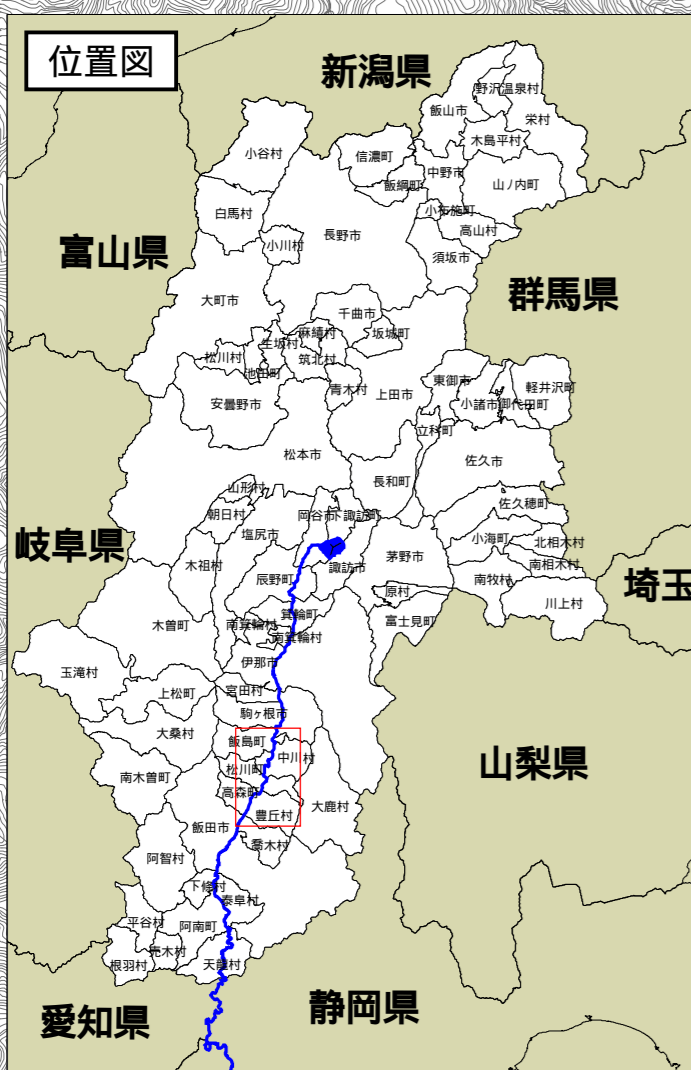 位置図
新潟県
野沢温泉村
飯山市
栄村
木島平村
小谷村
信濃町
中野市
飯綱町
山ノ内町
白馬村
小布施町
高山村
長野市
小川村
須坂市
富山県
群馬県
大町市
千曲市
麻績村
坂城町
生坂村
松川村
筑北村
池田町
青木村
上田市
東御市
軽井沢町
安曇野市
小諸市
御代田町
立科町
松本市
佐久市
長和町
山形村
佐久穂町
朝日村
岡谷市
下諏訪町
塩尻市
小海町
北相木村
岐阜県
茅野市
木祖村
諏訪市
南相木村
辰野町
南牧村
埼玉
原村
川上村
箕輪町
富士見町
木曽町
南箕輪村
南箕輪村
伊那市
玉滝村
宮田村
上松町
駒ヶ根市
大桑村
飯島町
中川村
山梨県
松川町
南木曽町
高森町
大鹿村
豊丘村
飯田市
喬木村
阿智村
下條村
泰阜村
平谷村
阿南町
売木村
根羽村
天龍村
静岡県
愛知県